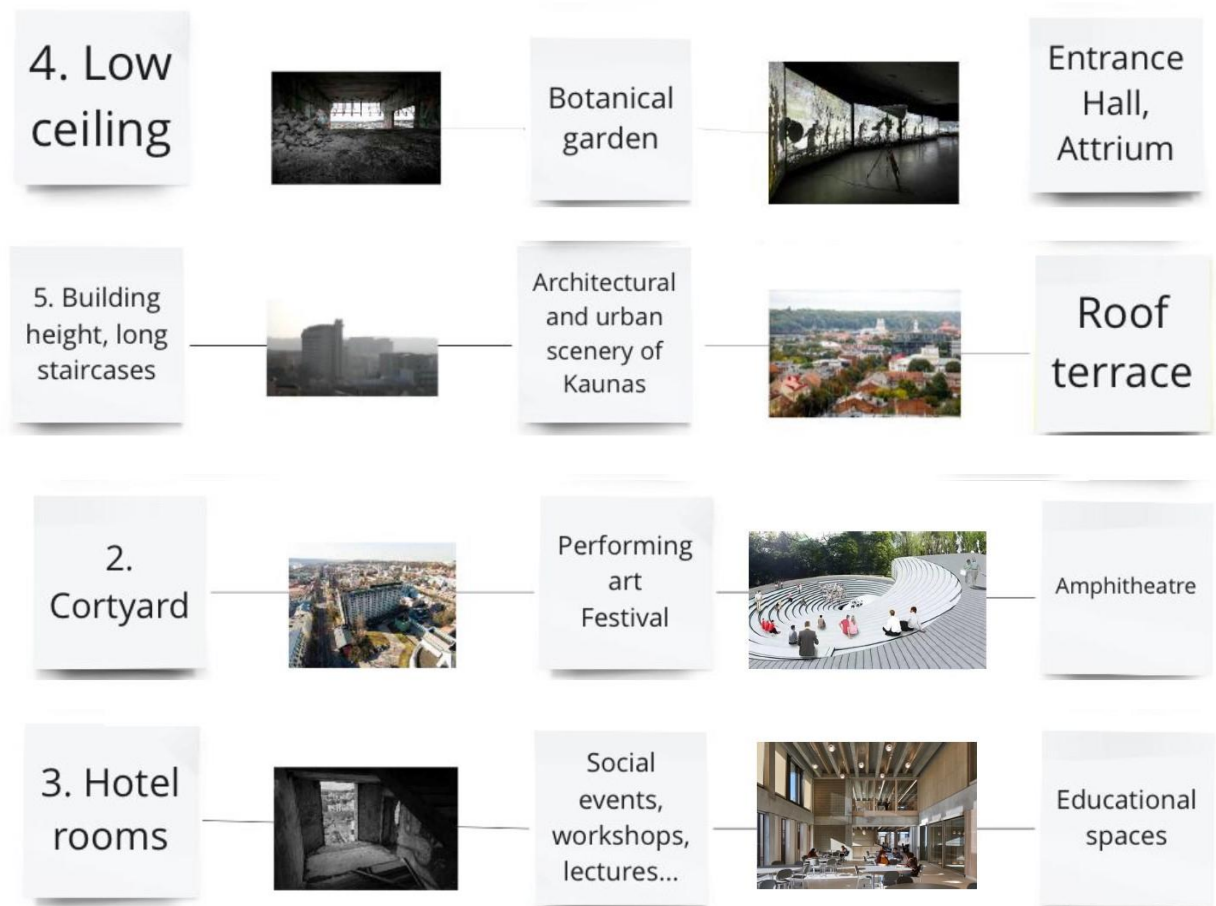 4. Low
ceiling
Botanical
garden
Entrance
Hall,
Attrium
5. Building
height, long
staircases
Architectural
and urban
scenery of
Kaunas
Roof
terrace
2.
Cortyard
Performing
art
Festival
Amphitheatre
3. Hotel
rooms
Social
events,
workshops,
lectures...
Educational
spaces